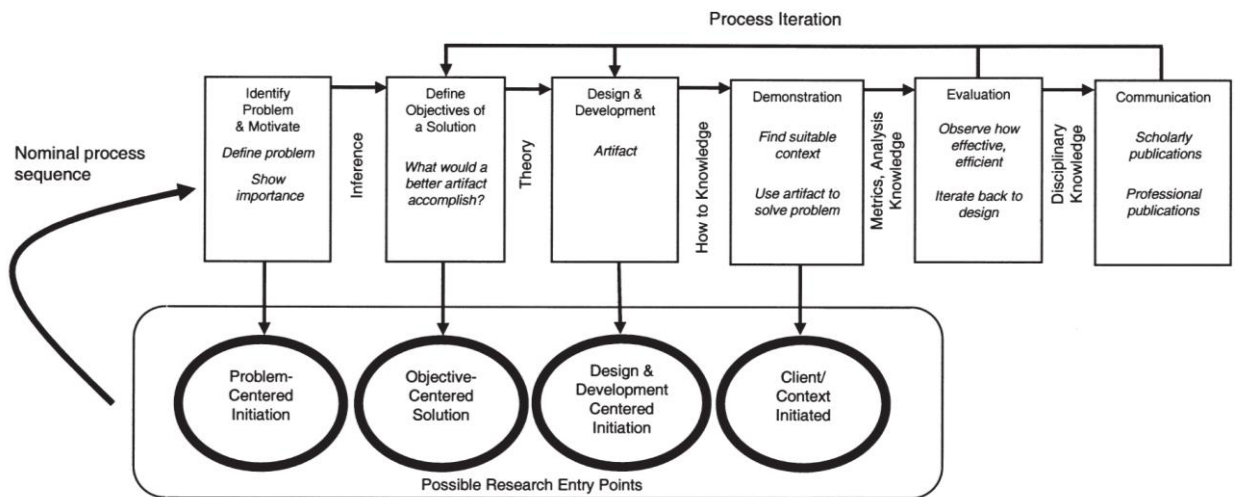 Process Iteration
Nominal process
sequence
Identify
Problem
& Motivate
Define problem
Show
importance
Inference
Define
Objectives of
a Solution
What would a
better artifact
accomplish?
Theory
Design &
Development
Artifact
How to Knowledge
Demonstration
Find suitable
context
Use artifact to
solve problem
Metrics, Analysis
Knowledge
Evaluation
Observe how
effective,
efficient
Iterate back to
design
Disciplinary
Knowledge
Communication
Scholarly
publications
Professional
publications
Problem-
Centered
Initiation
Objective-
Centered
Solution
Design &
Development
Centered
Initiation
Client/
Context
Initiated
Possible Research Entry Points